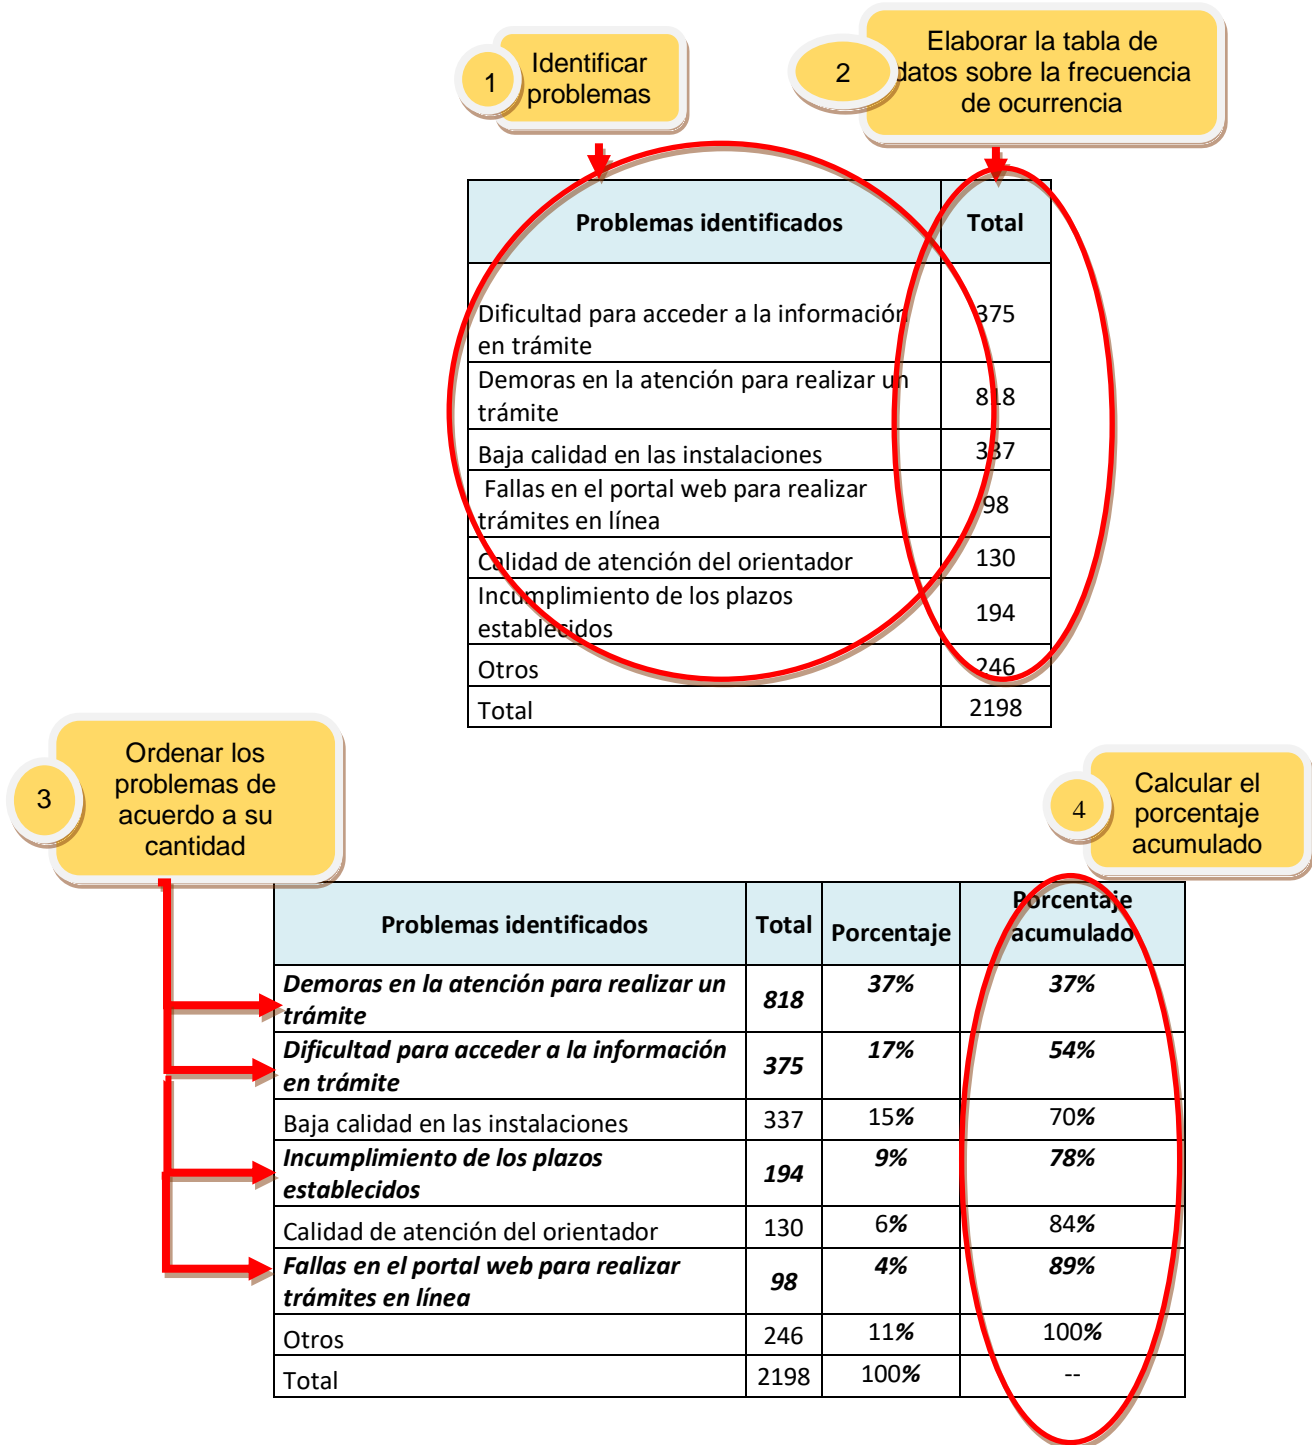 1
Identificar
problemas
2
Elaborar la tabla de
datos sobre la frecuencia
de ocurrencia
Problemas identificados Total
Dificultad para acceder a la información
en trámite
375
Demoras en la atención para realizar un
trámite
818
Baja calidad en las instalaciones 337
Fallas en el portal web para realizar
trámites en línea
98
Calidad de atención del orientador 130
Incumplimiento de los plazos
establecidos
194
Otros 246
Total 2198
3
Ordenar los
problemas de
acuerdo a su
cantidad
4
Calcular el
porcentaje
acumulado
Problemas identificados Total Porcentaje
Porcentaje
acumulado
Demoras en la atención para realizar un
trámite
818 37% 37%
Dificultad para acceder a la información
en trámite
375 17% 54%
Baja calidad en las instalaciones 337 15% 70%
Incumplimiento de los plazos
establecidos
194 9% 78%
Calidad de atención del orientador 130 6% 84%
Fallas en el portal web para realizar
trámites en línea
98 4% 89%
Otros 246 11% 100%
Total 2198 100% --